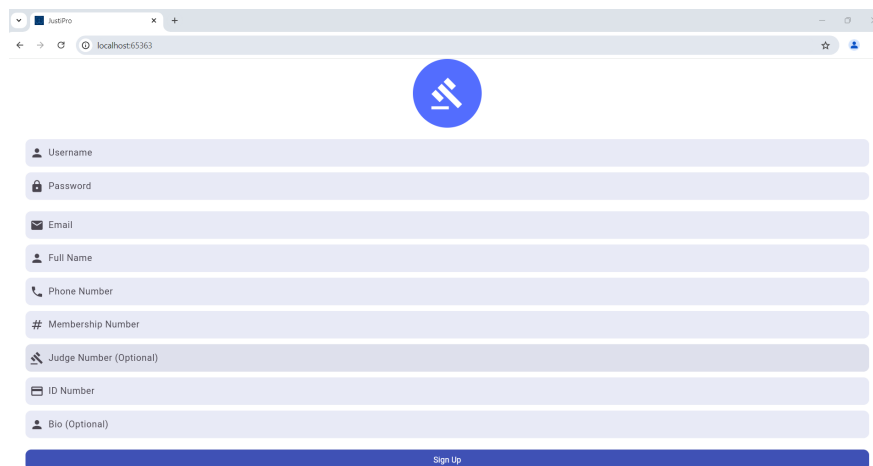 JustiPro
localhost:65363
Username
Password
Email
Full Name
Phone Number
# Membership Number
Judge Number (Optional)
ID Number
Bio (Optional)
Sign Up